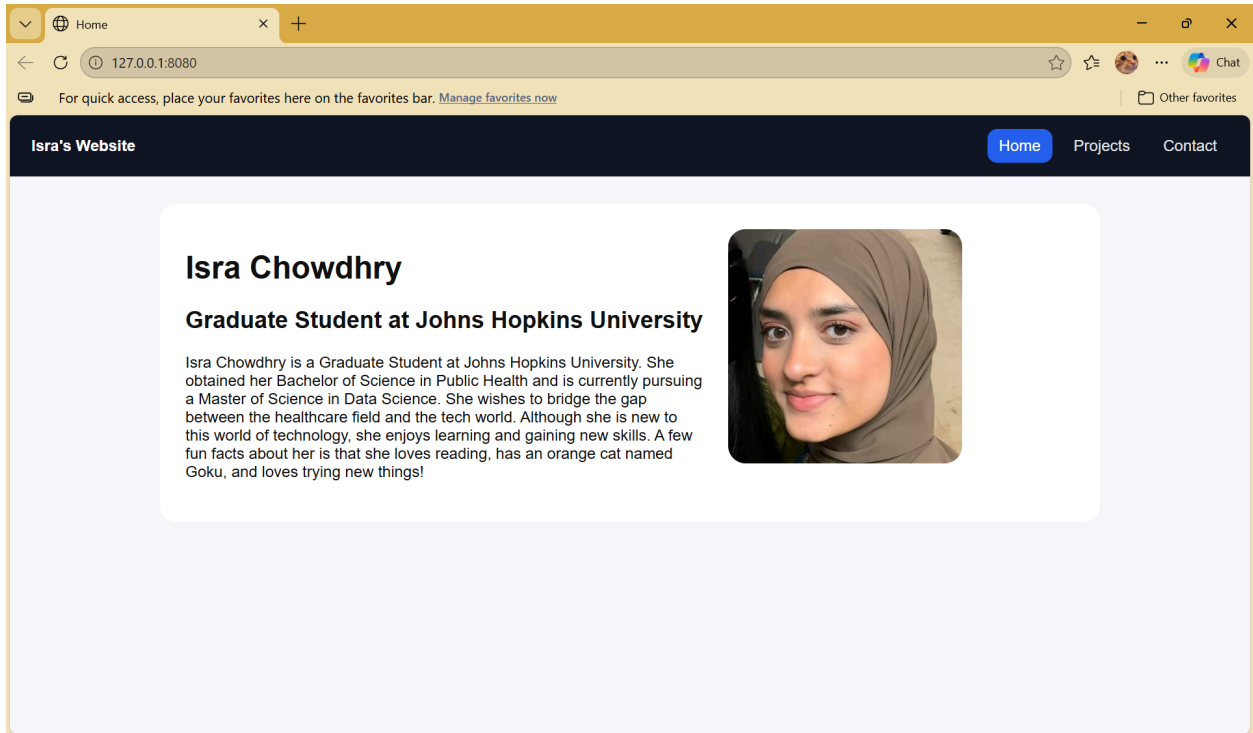 Home
127.0.0.1:8080
Chat
For quick access, place your favorites here on the favorites bar. Manage favorites now
Other favorites
Isra's Website
Home
Projects
Contact
Isra Chowdhry
Graduate Student at Johns Hopkins University
Isra Chowdhry is a Graduate Student at Johns Hopkins University. She
obtained her Bachelor of Science in Public Health and is currently pursuing
a Master of Science in Data Science. She wishes to bridge the gap
between the healthcare field and the tech world. Although she is new to
this world of technology, she enjoys learning and gaining new skills. A few
fun facts about her is that she loves reading, has an orange cat named
Goku, and loves trying new things!